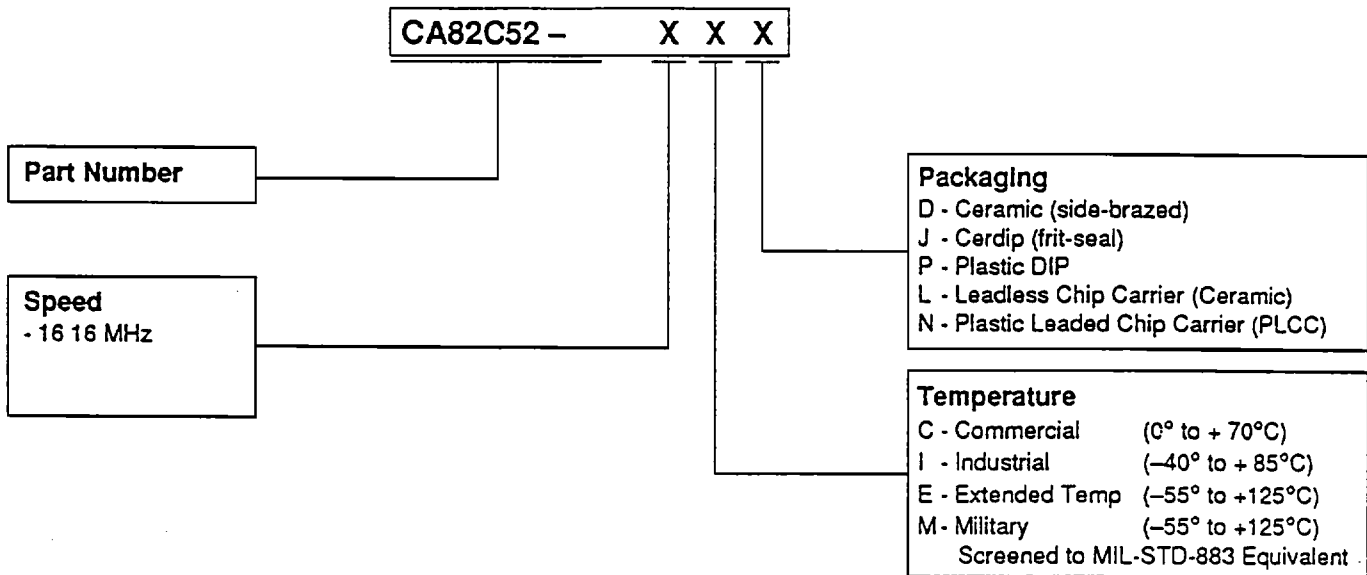 CA82C52 – X X X
Part Number
Speed
- 16 16 MHz
Packaging
D - Ceramic (side-brazed)
J - Cerdip (frit-seal)
P - Plastic DIP
L - Leadless Chip Carrier (Ceramic)
N - Plastic Leaded Chip Carrier (PLCC)
Temperature
C - Commercial (0° to + 70°C)
I - Industrial (–40° to + 85°C)
E - Extended Temp (–55° to +125°C)
M - Military (–55° to +125°C)
Screened to MIL-STD-883 Equivalent